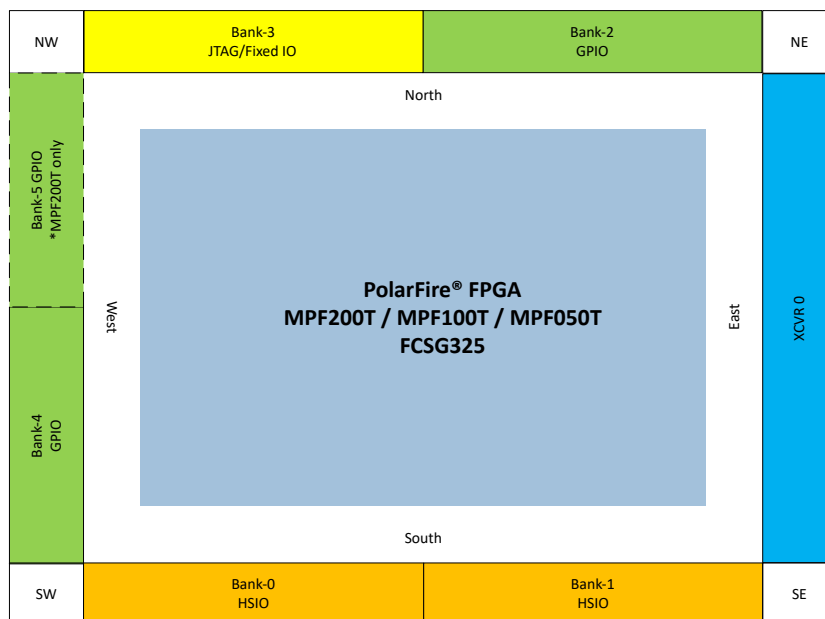 NW
Bank-3
JTAG/Fixed IO
Bank-2
GPIO
NE
North
Bank-5 GPIO
*MPF200T only
West
PolarFire® FPGA
MPF200T / MPF100T / MPF050T
FCSG325
East
XCVR 0
Bank-4
GPIO
South
SW
Bank-0
HSIO
Bank-1
HSIO
SE